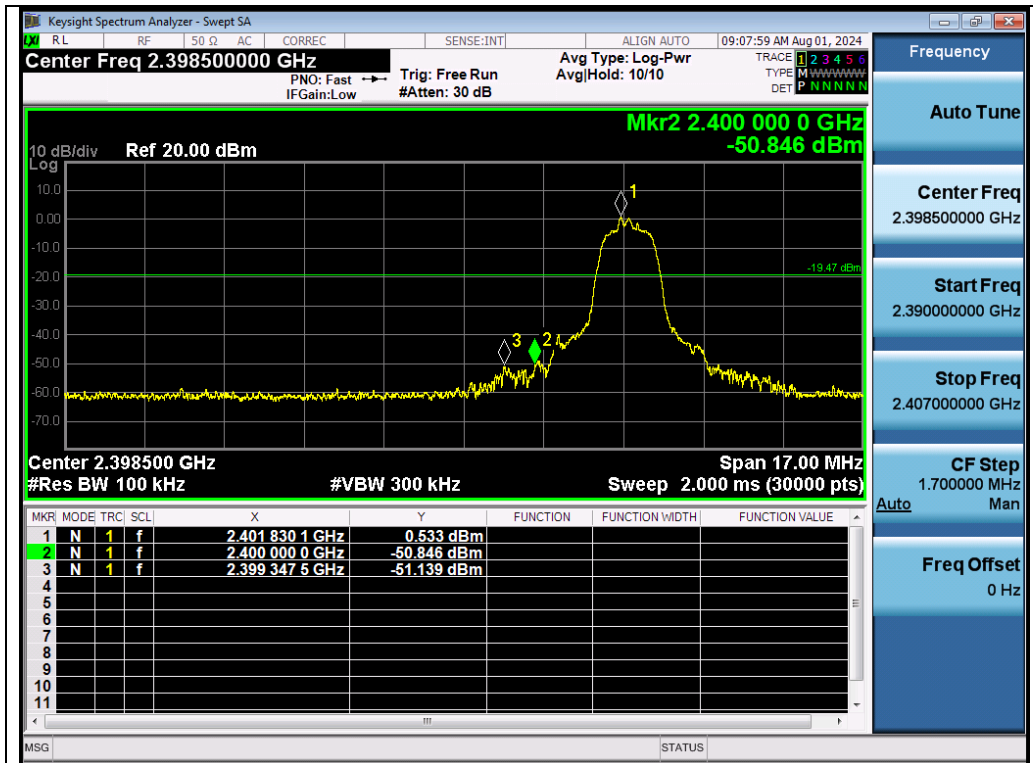 Keysight Spectrum Analyzer - Swept SA
LXI RL RF 50 Ω AC CORREC SENSE:INT ALIGN AUTO 09:07:59 AM Aug 01, 2024
Center Freq 2.398500000 GHz
PNO: Fast
IFGain:Low
Trig: Free Run
#Atten: 30 dB
Avg Type: Log-Pwr
Avg|Hold: 10/10
TRACE 1 2 3 4 5 6
TYPE M WWWWW
DET P N N N N N
Mkr2 2.400 000 0 GHz
-50.846 dBm
10 dB/div Ref 20.00 dBm
Log
10.0
0.00
-10.0
-20.0
-30.0
-40.0
-50.0
-60.0
-70.0
1
-19.47 dBm
3
2
Center 2.398500 GHz Span 17.00 MHz
#Res BW 100 kHz #VBW 300 kHz Sweep 2.000 ms (30000 pts)
MKR MODE TRC SCL X Y FUNCTION FUNCTION WIDTH FUNCTION VALUE
1 N 1 f 2.401 830 1 GHz 0.533 dBm
2 N 1 f 2.400 000 0 GHz -50.846 dBm
3 N 1 f 2.399 347 5 GHz -51.139 dBm
4
5
6
7
8
9
10
11
MSG STATUS
Frequency
Auto Tune
Center Freq
2.398500000 GHz
Start Freq
2.390000000 GHz
Stop Freq
2.407000000 GHz
CF Step
1.700000 MHz
Auto Man
Freq Offset
0 Hz